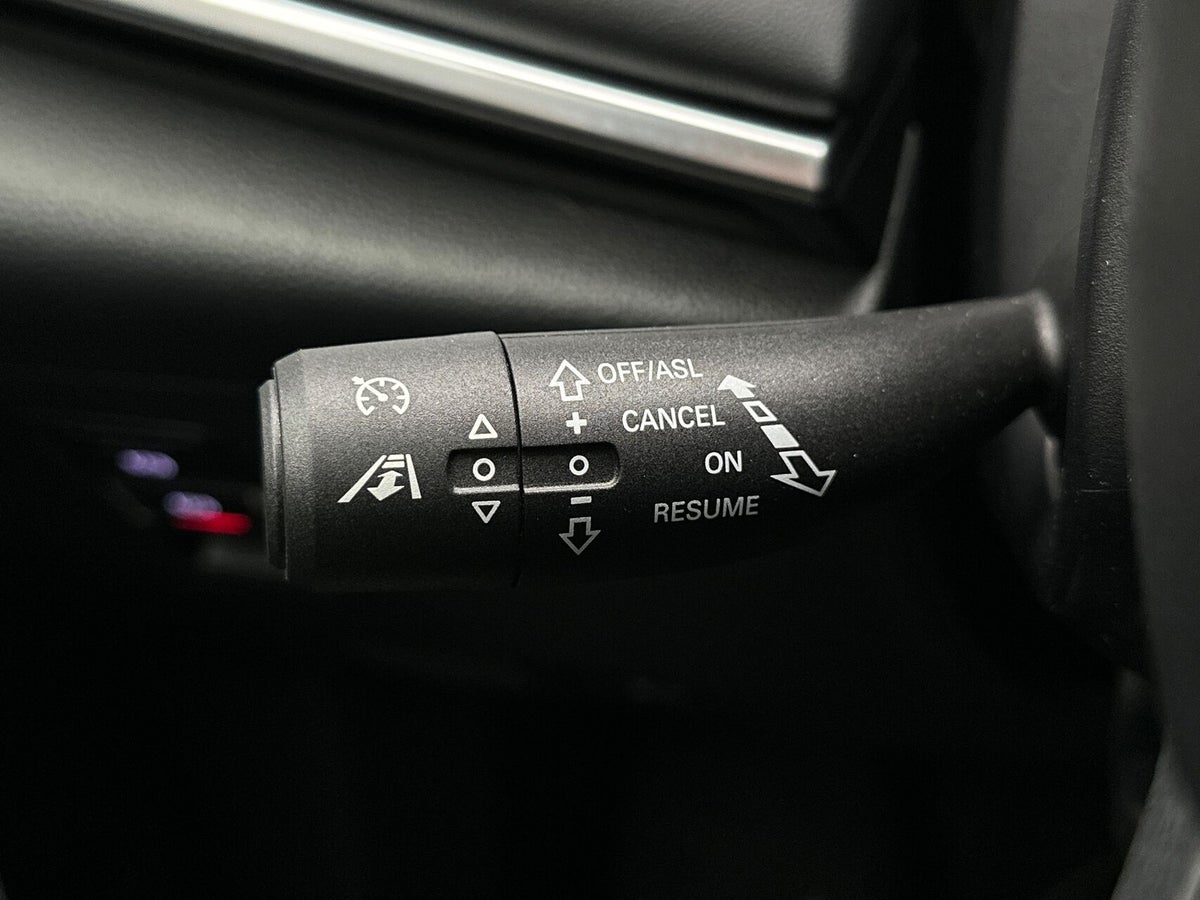 OFF/ASL
+ CANCEL
ON
- RESUME